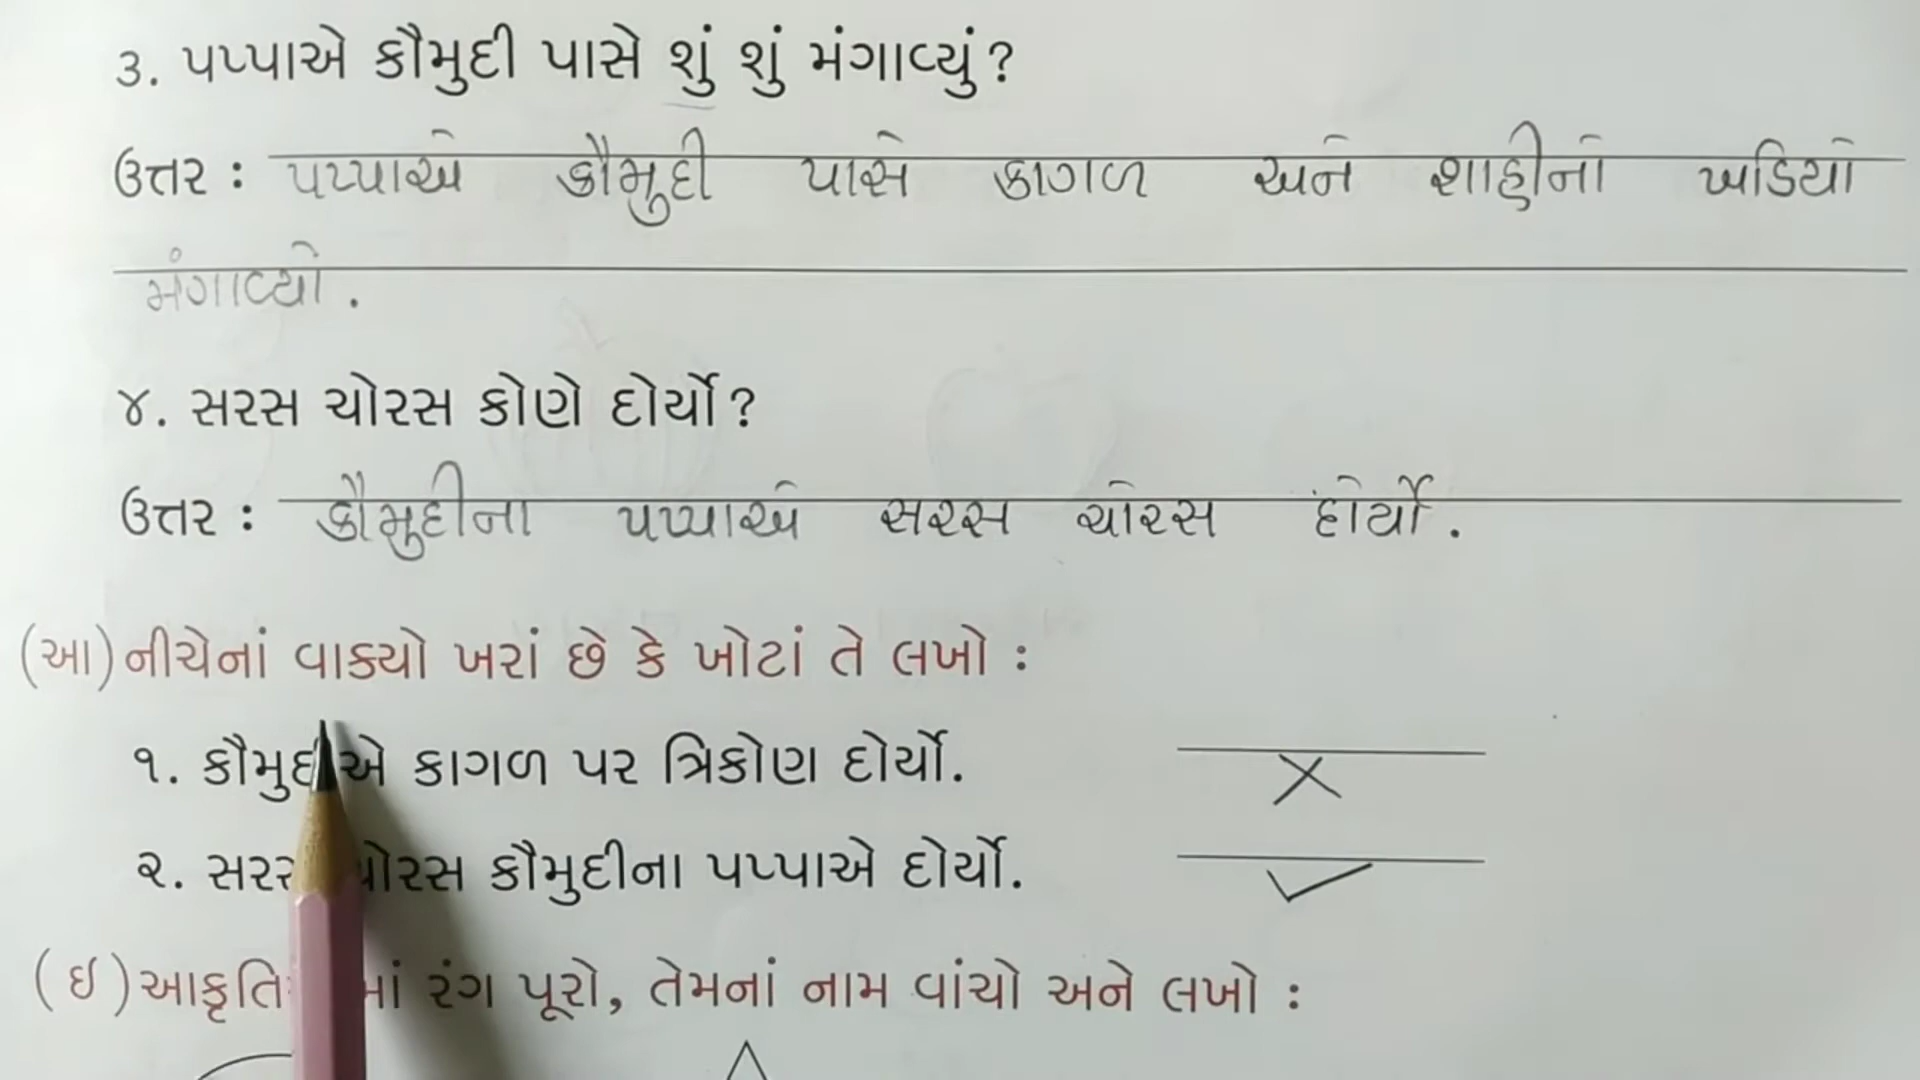 ૩. પપ્પાએ કૌમુદી પાસે શું શું મંગાવ્યું?
ઉત્તર : પપ્પાએ કૌમુદી પાસે કાગળ અને શાહીનો ખડિયો
મંગાવ્યો.
૪. સરસ ચોરસ કોણે દોર્યો?
ઉત્તર : કૌમુદીના પપ્પાએ સરસ ચોરસ દોર્યો.
(આ) નીચેનાં વાક્યો ખરાં છે કે ખોટાં તે લખો :
૧. કૌમુદીએ કાગળ પર ત્રિકોણ દોર્યો. ×
૨. સરસ ચોરસ કૌમુદીના પપ્પાએ દોર્યો. ✓
(ઇ) રંગ પૂરો, તેમનાં નામ વાંચો અને લખો :